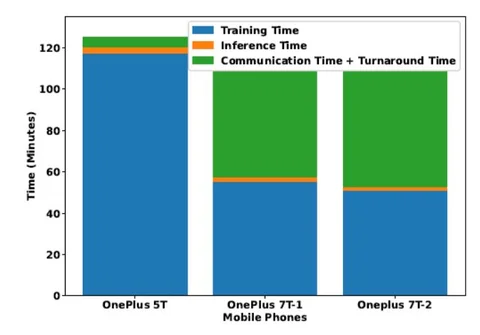 Training Time
Inference Time
Communication Time + Turnaround Time
Time (Minutes)
120
100
80
60
40
20
0
OnePlus 5T OnePlus 7T-1 Oneplus 7T-2
Mobile Phones